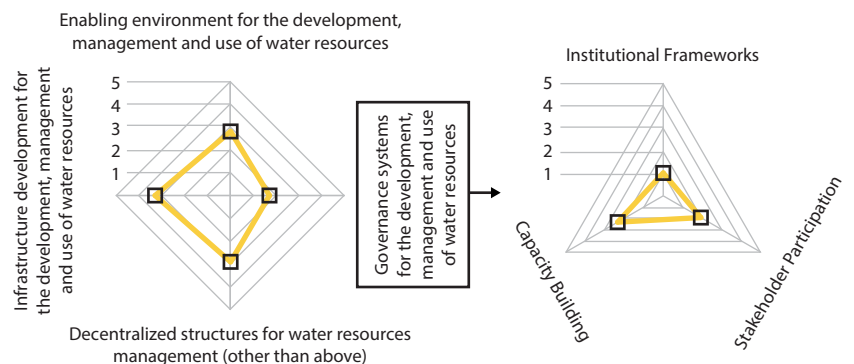 Enabling environment for the development,
management and use of water resources
Infrastructure development for
the development, management
and use of water resources
5
4
3
2
1
Decentralized structures for water resources
management (other than above)
Governance systems
for the development,
management and use
of water resources
Institutional Frameworks
5
4
3
2
1
Capacity Building
Stakeholder Participation